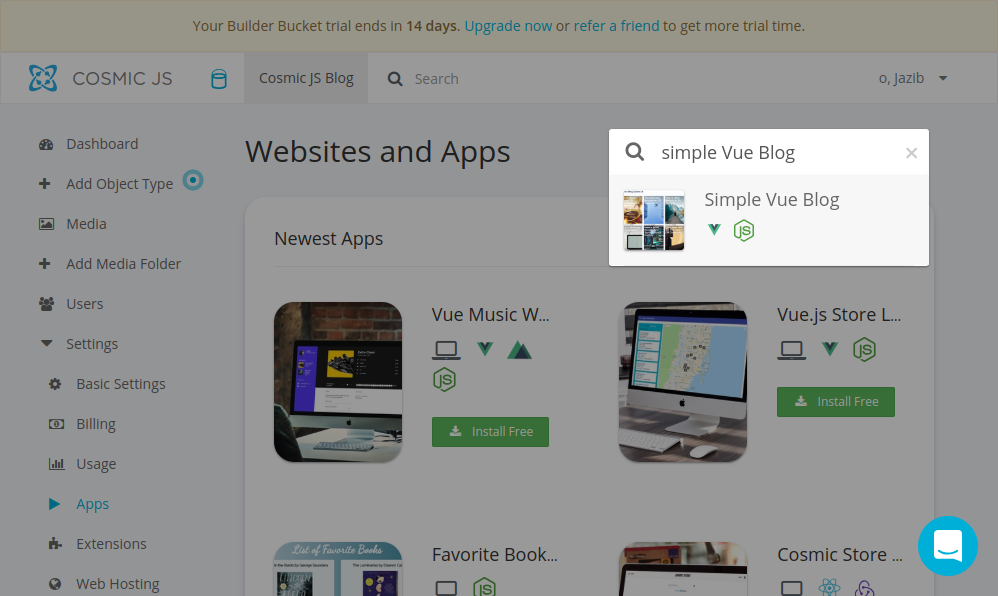 Your Builder Bucket trial ends in 14 days. Upgrade now or refer a friend to get more trial time.
COSMIC JS
Cosmic JS Blog
Search
o, Jazib
Dashboard
Add Object Type
Media
Add Media Folder
Users
Settings
Basic Settings
Billing
Usage
Apps
Extensions
Web Hosting
Websites and Apps
simple Vue Blog
Simple Vue Blog
Newest Apps
Vue Music W...
Install Free
Vue.js Store L...
Install Free
List of Favorite Books
Favorite Book...
Cosmic Store ...